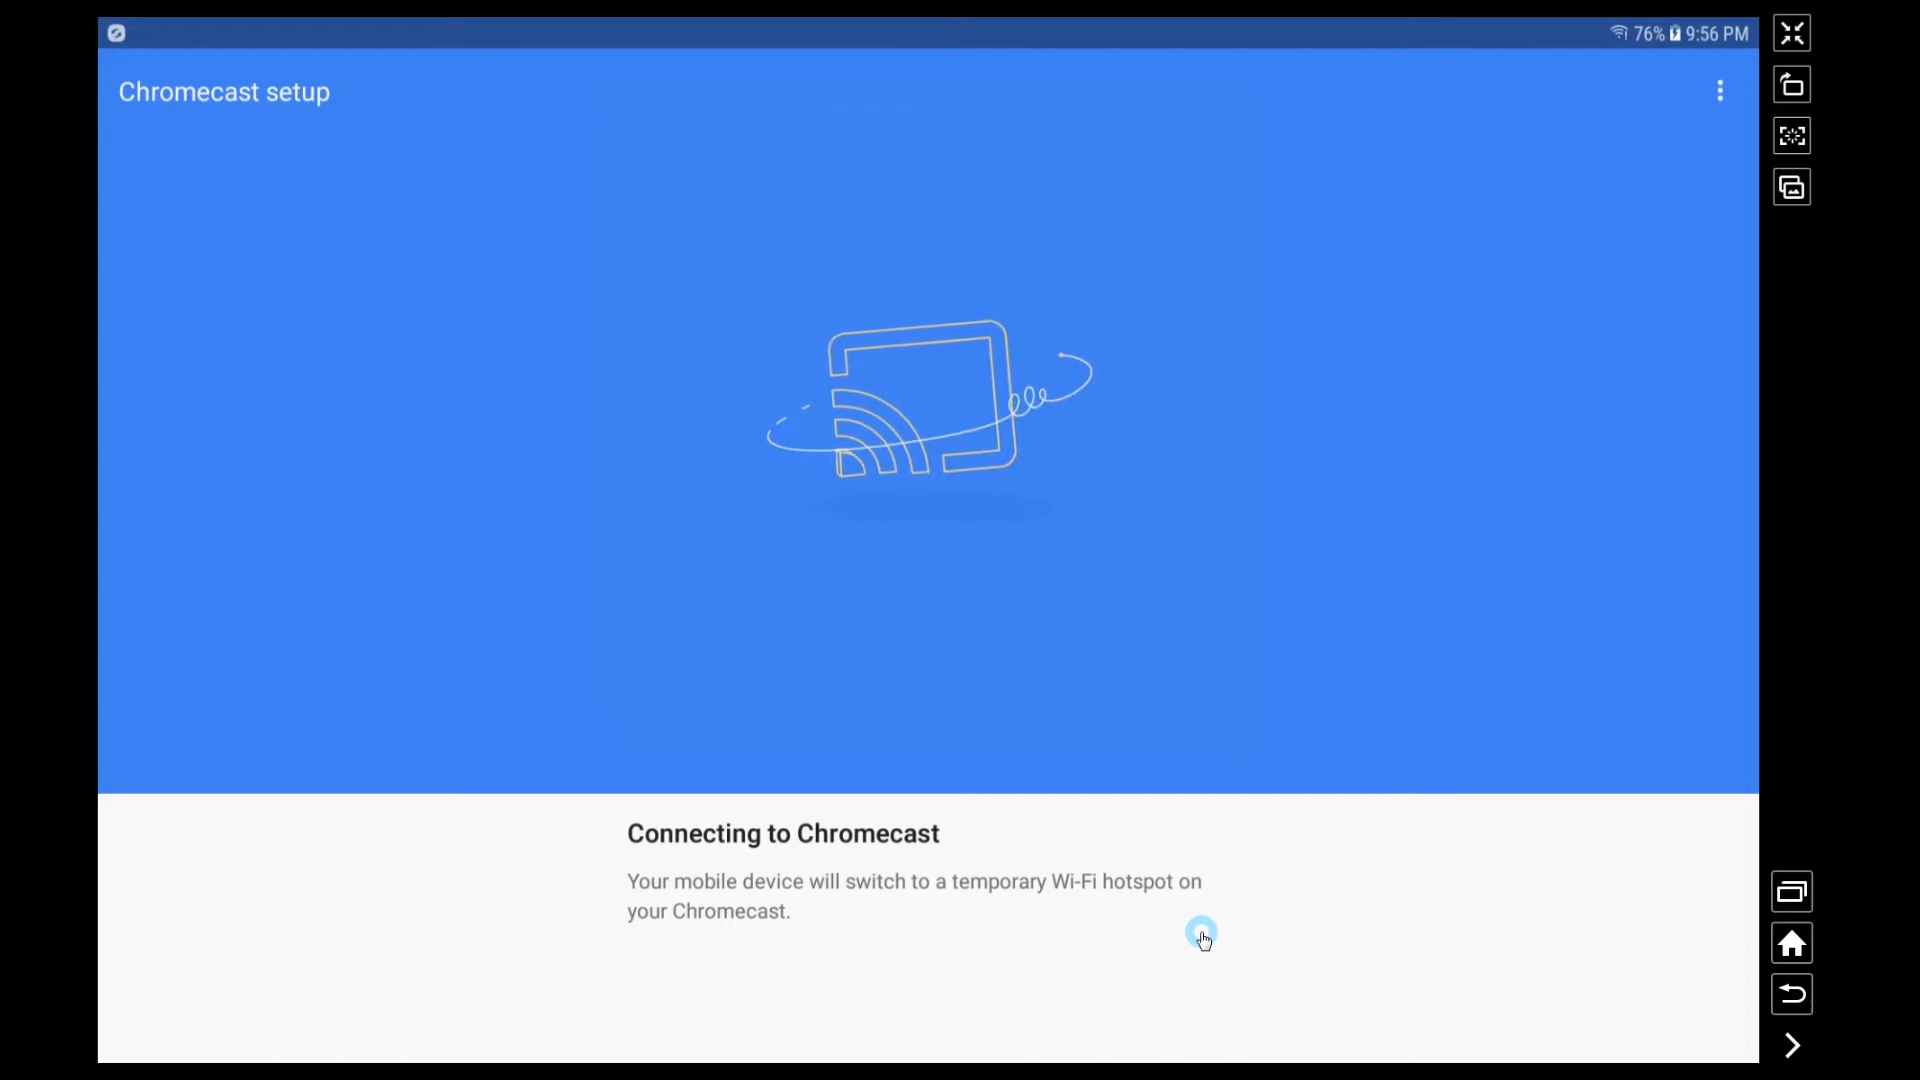 76% 9:56 PM
Chromecast setup
Connecting to Chromecast
Your mobile device will switch to a temporary Wi-Fi hotspot on
your Chromecast.